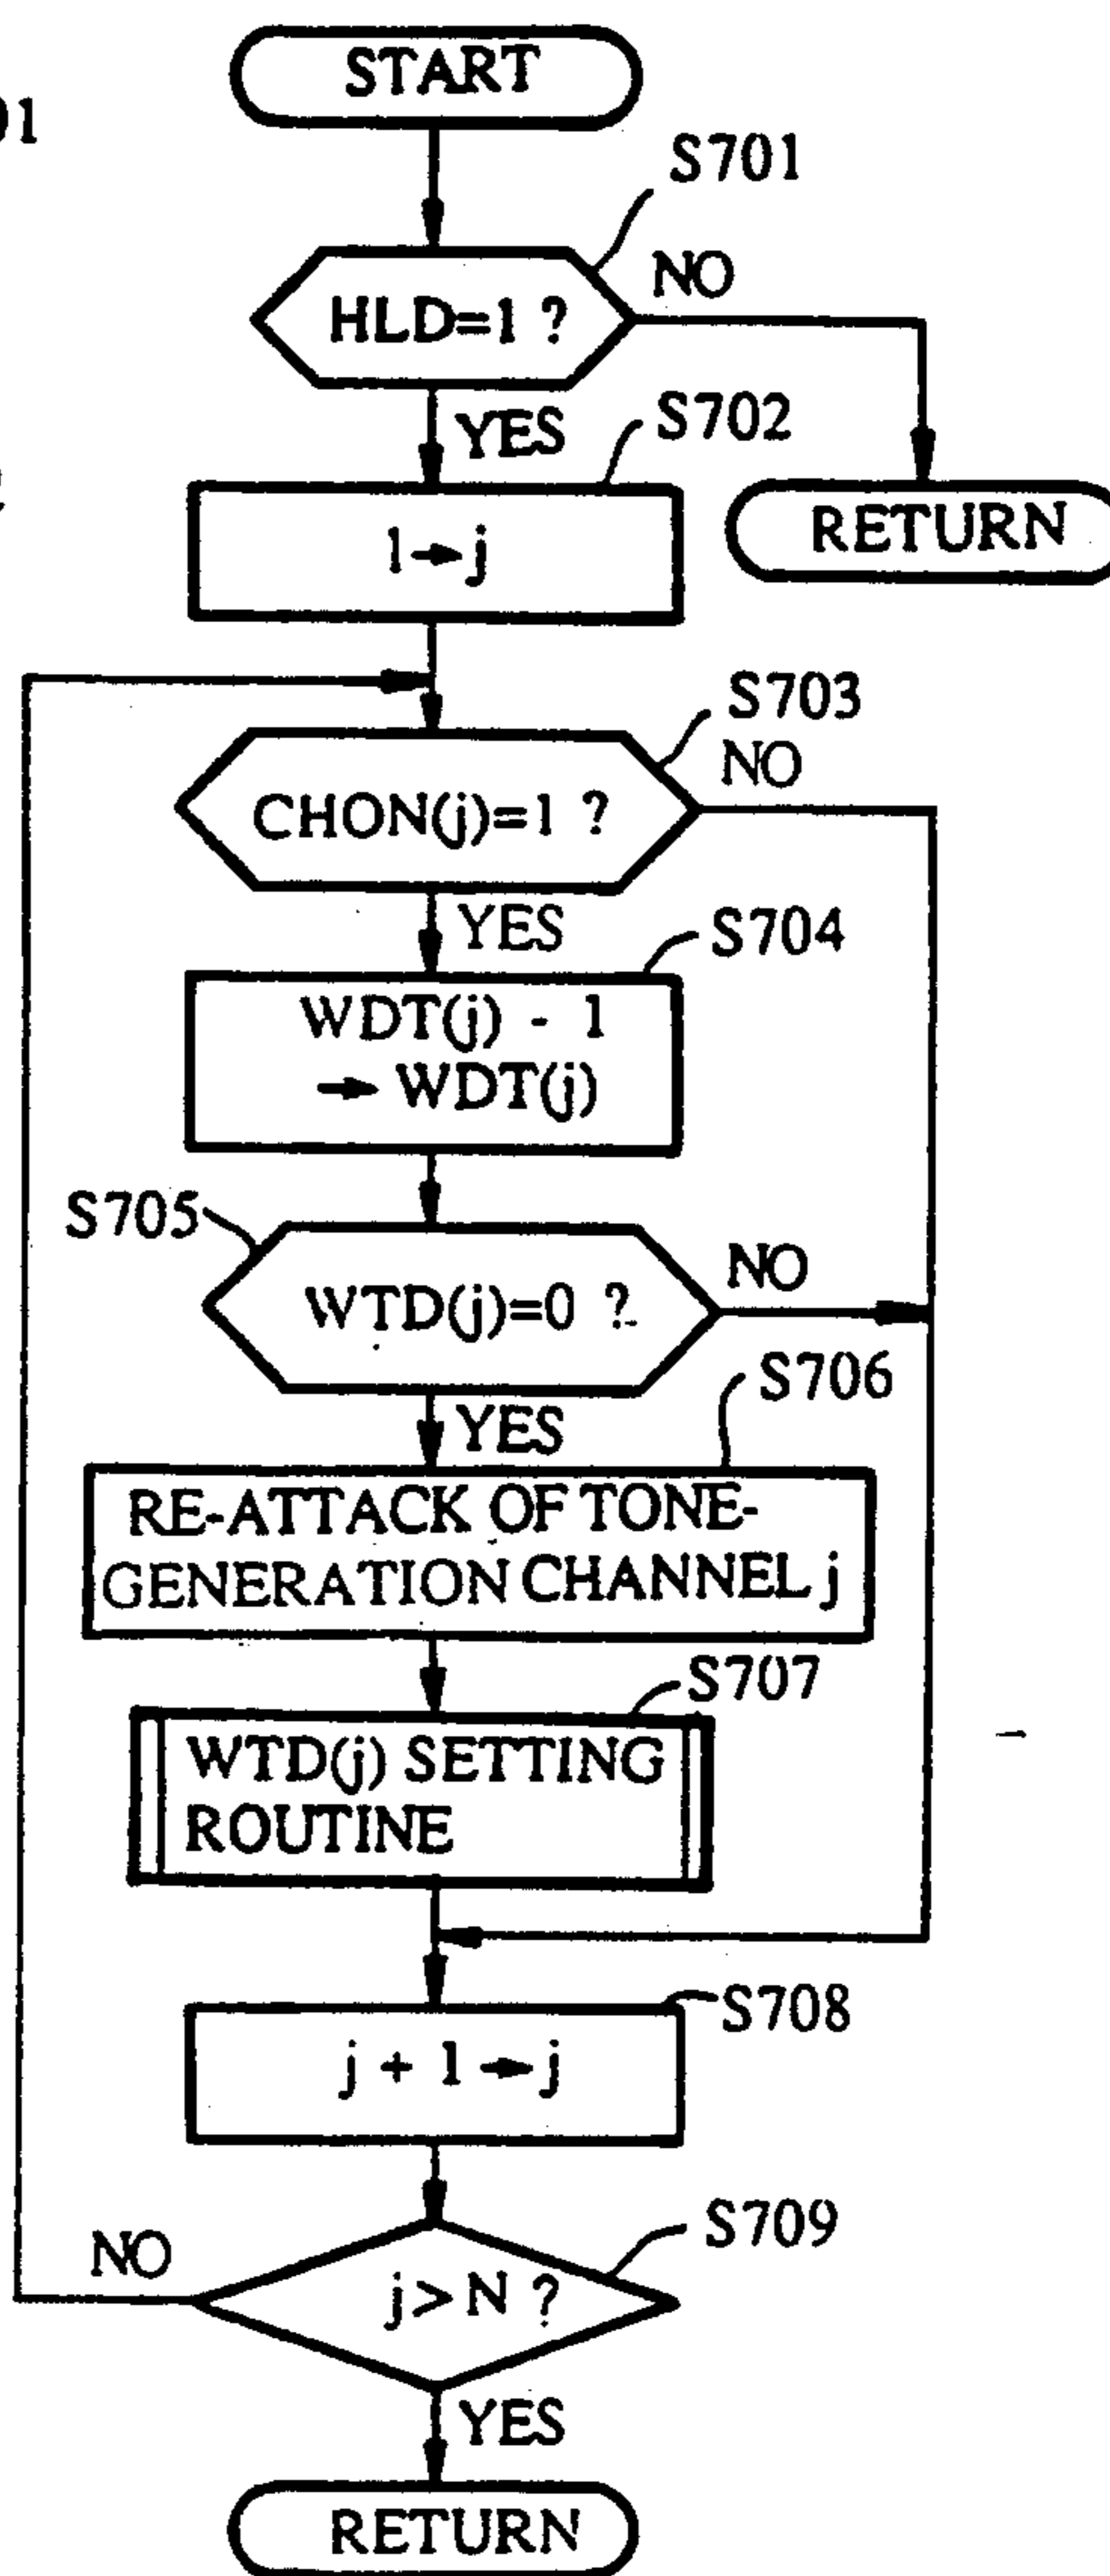 START
01
S701
NO
HLD=1 ?
YES
S702
RETURN
1→j
S703
NO
CHON(j)=1 ?
YES
S704
WDT(j) - 1
→ WDT(j)
S705
NO
WTD(j)=0 ?
S706
YES
RE-ATTACK OF TONE-
GENERATION CHANNEL j
S707
WTD(j) SETTING
ROUTINE
S708
j + 1→j
S709
NO
j > N ?
YES
RETURN